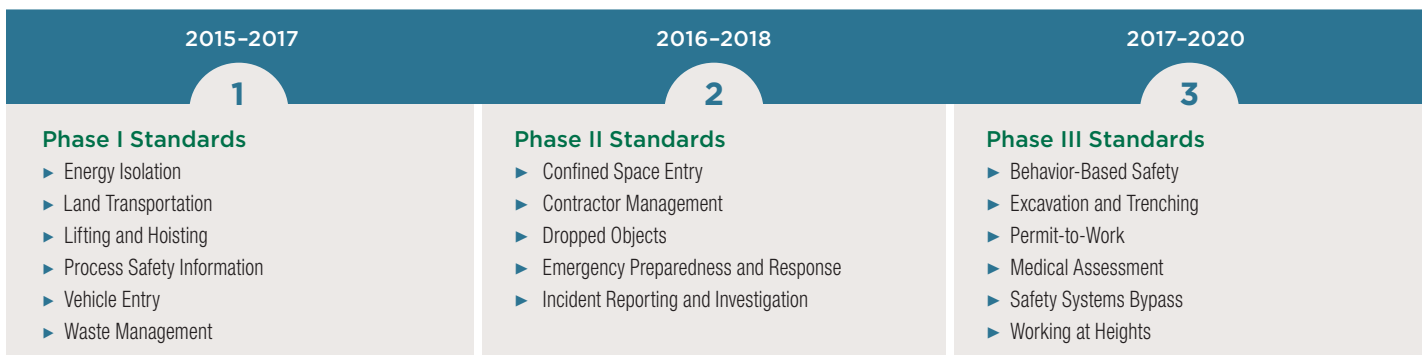 2015–2017
1
Phase I Standards
► Energy Isolation
► Land Transportation
► Lifting and Hoisting
► Process Safety Information
► Vehicle Entry
► Waste Management
2016–2018
2
Phase II Standards
► Confined Space Entry
► Contractor Management
► Dropped Objects
► Emergency Preparedness and Response
► Incident Reporting and Investigation
2017–2020
3
Phase III Standards
► Behavior-Based Safety
► Excavation and Trenching
► Permit-to-Work
► Medical Assessment
► Safety Systems Bypass
► Working at Heights